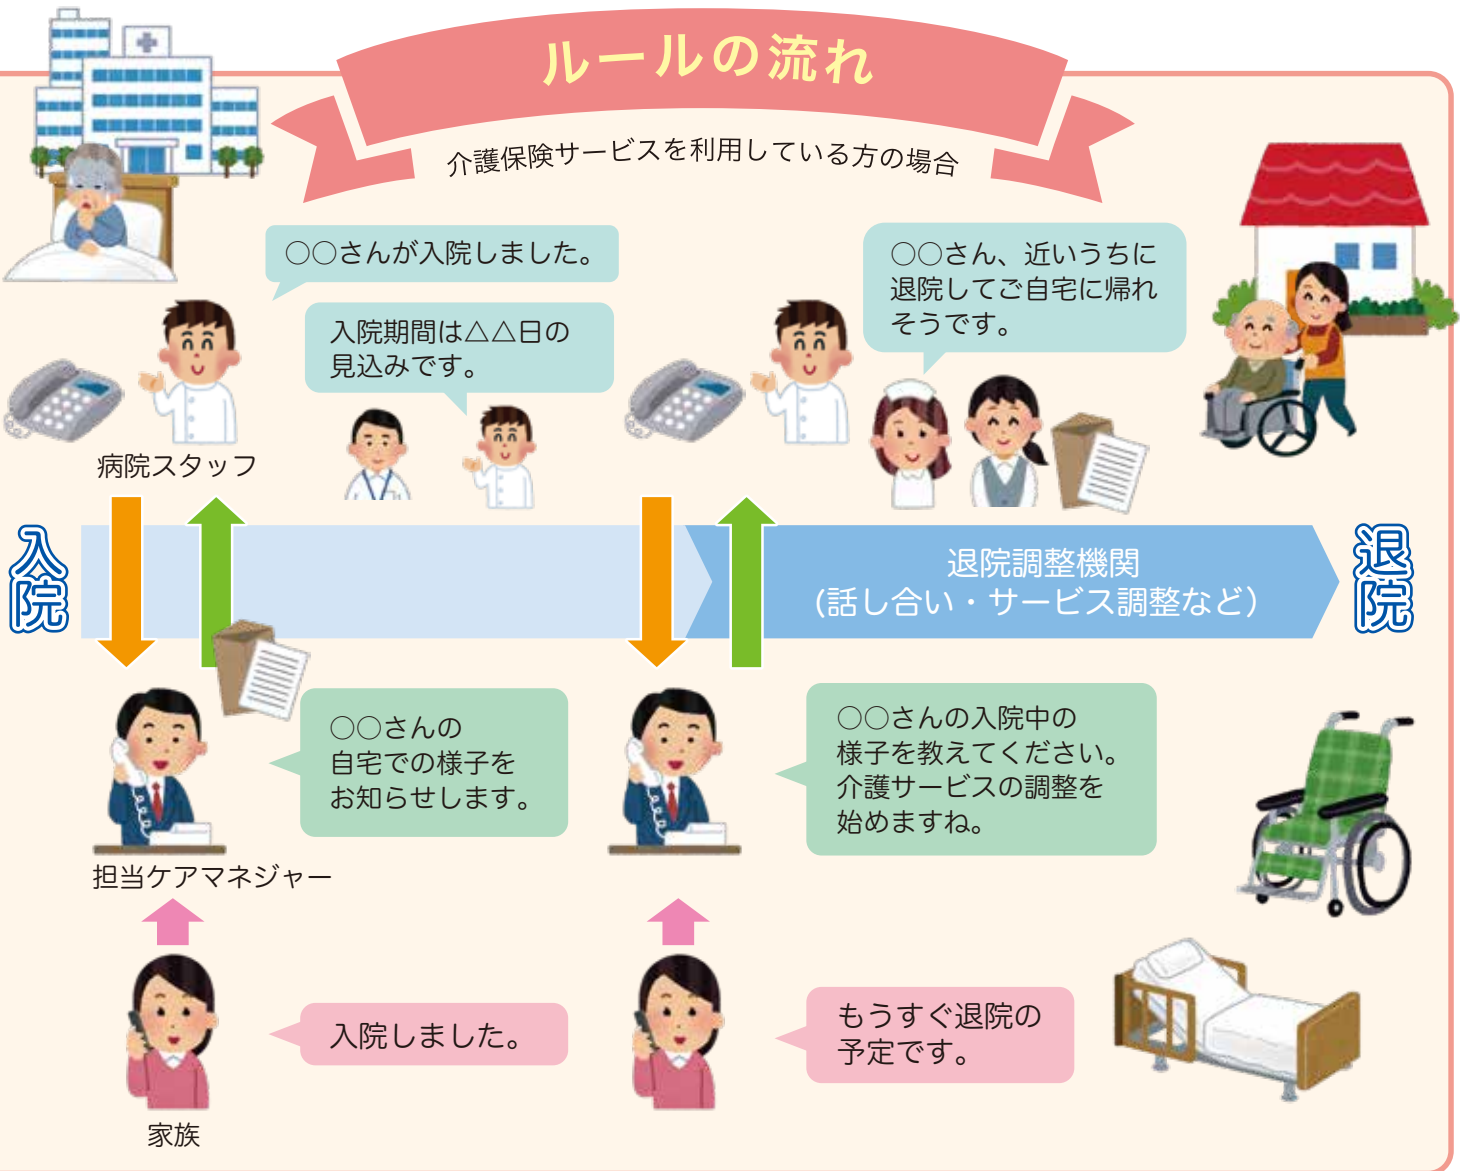 ルールの流れ
介護保険サービスを利用している方の場合
○○さんが入院しました。
入院期間は△△日の
見込みです。
病院スタッフ
○○さん、近いうちに
退院してご自宅に帰れ
そうです。
入院
退院調整機関
(話し合い・サービス調整など)
退院
○○さんの
自宅での様子を
お知らせします。
担当ケアマネジャー
○○さんの入院中の
様子を教えてください。
介護サービスの調整を
始めますね。
入院しました。
家族
もうすぐ退院の
予定です。